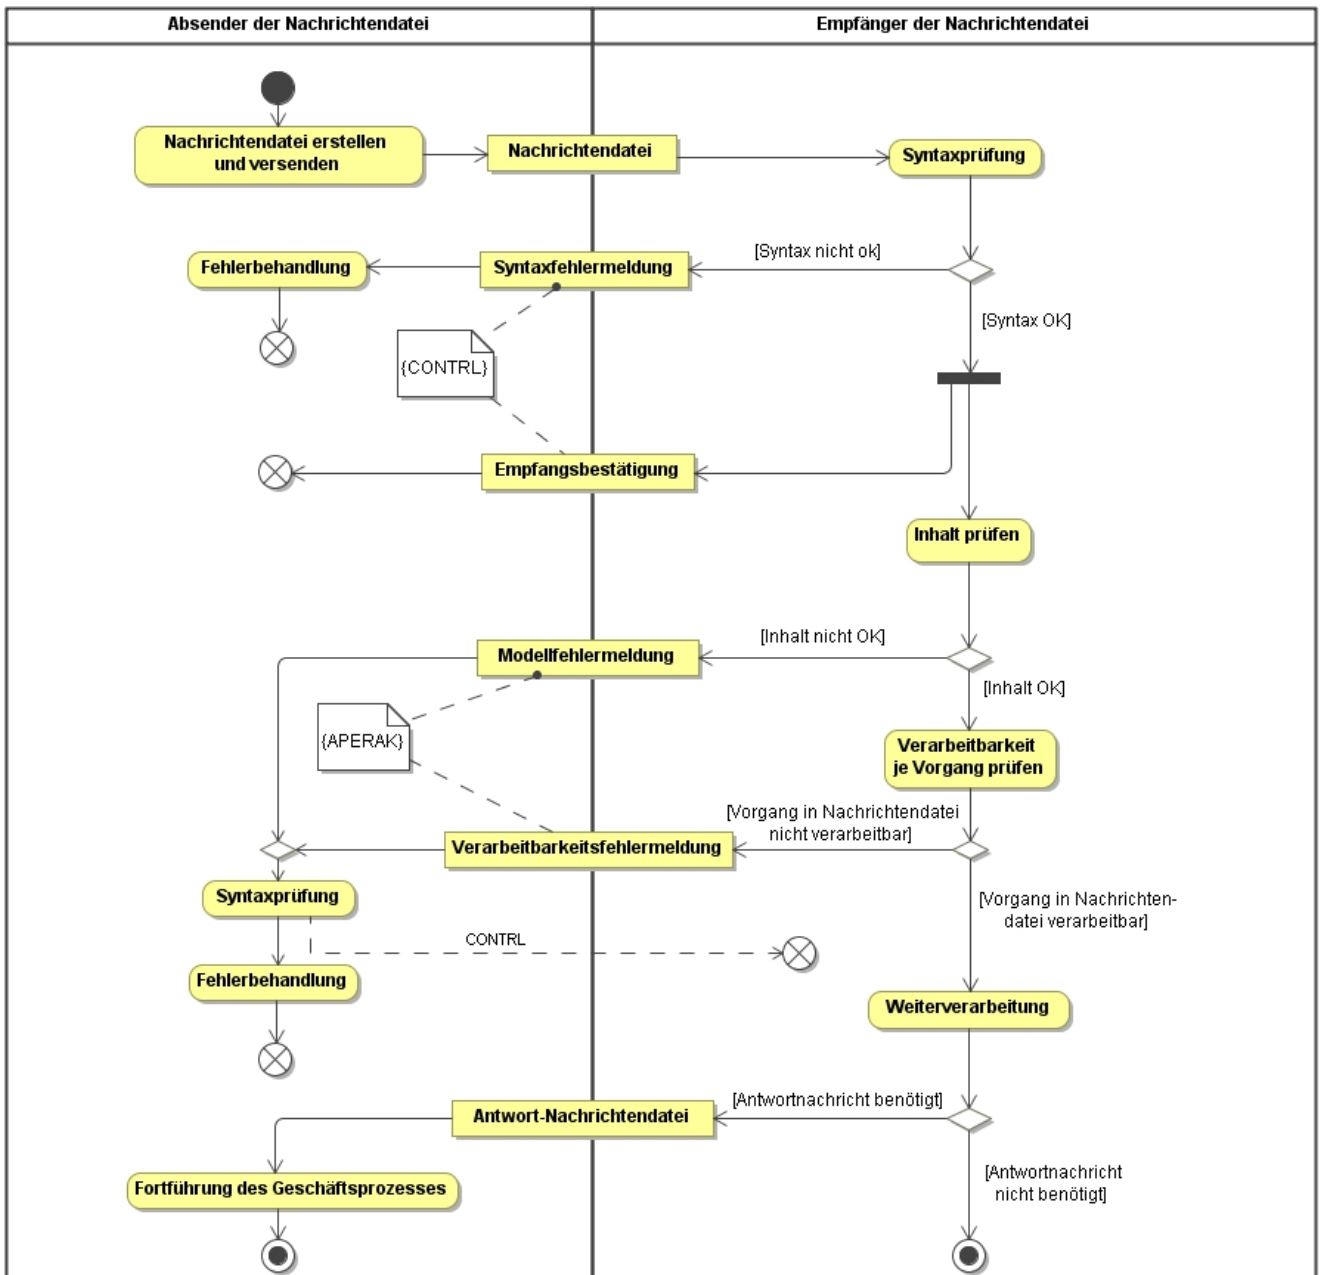 Absender der Nachrichtendatei
Empfänger der Nachrichtendatei
Nachrichtendatei erstellen
und versenden
Nachrichtendatei
Syntaxprüfung
[Syntax nicht ok]
Fehlerbehandlung
Syntaxfehlermeldung
[Syntax OK]
{CONTRL}
Empfangsbestätigung
Inhalt prüfen
[Inhalt nicht OK]
Modellfehlermeldung
[Inhalt OK]
{APERAK}
Verarbeitbarkeit
je Vorgang prüfen
[Vorgang in Nachrichtendatei
nicht verarbeitbar]
Verarbeitbarkeitsfehlermeldung
Syntaxprüfung
[Vorgang in Nachrichten-
datei verarbeitbar]
CONTRL
Fehlerbehandlung
Weiterverarbeitung
[Antwortnachricht benötigt]
Antwort-Nachrichtendatei
[Antwortnachricht
nicht benötigt]
Fortführung des Geschäftsprozesses